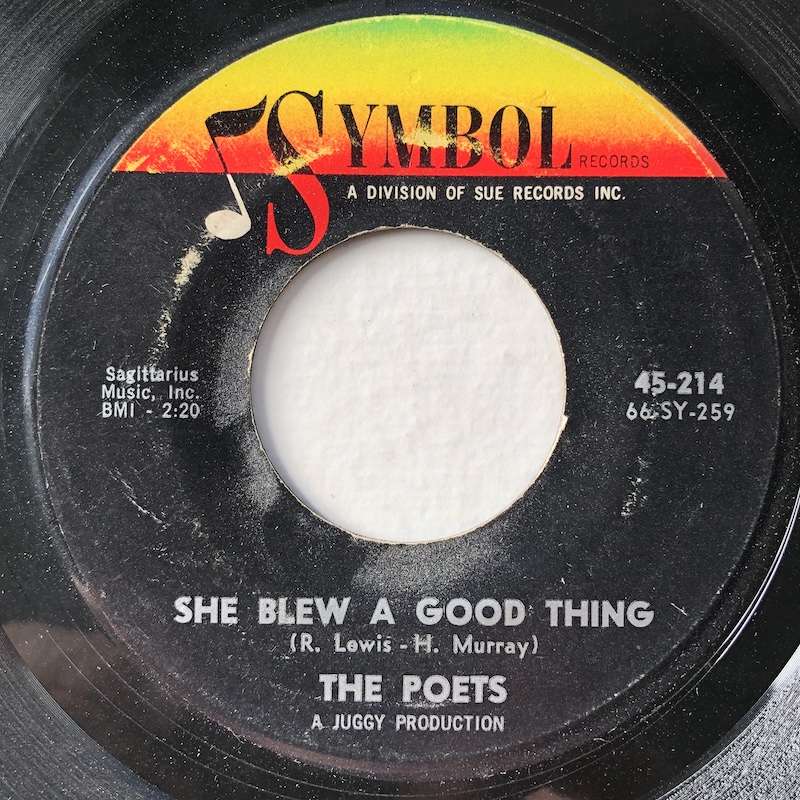 SYMBOL RECORDS
A DIVISION OF SUE RECORDS INC.
Sagittarius
Music, Inc.
BMI - 2:20
45-214
66-SY-259
SHE BLEW A GOOD THING
(R. Lewis - H. Murray)
THE POETS
A JUGGY PRODUCTION